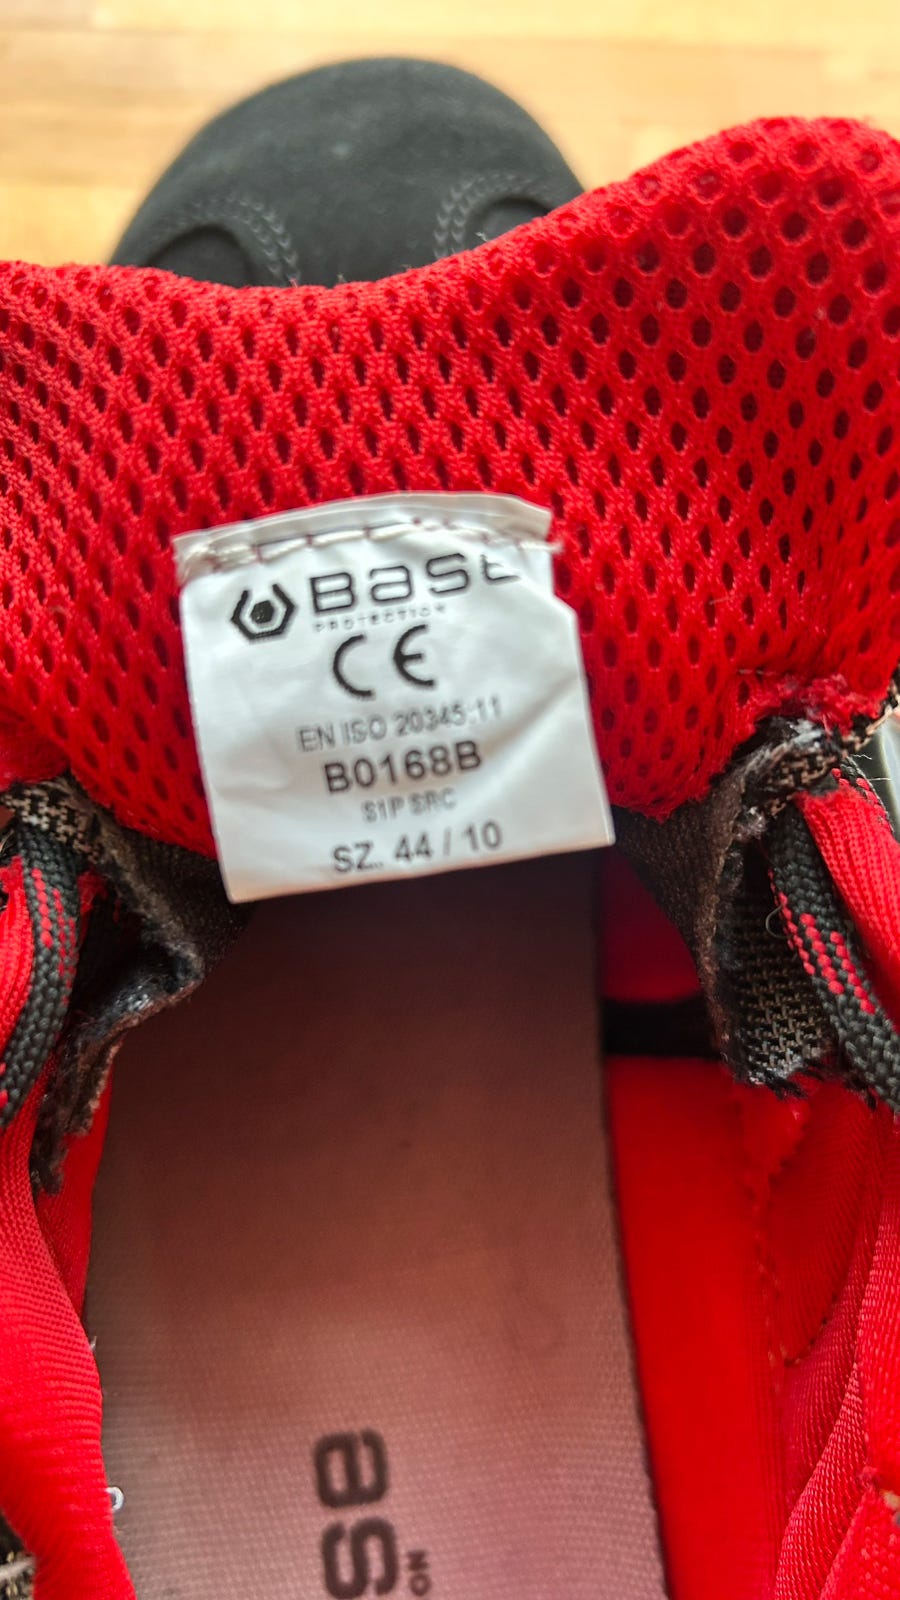 Base
PROTECTION
CE
EN ISO 20345:11
B0168B
S1P SRC
SZ. 44 / 10